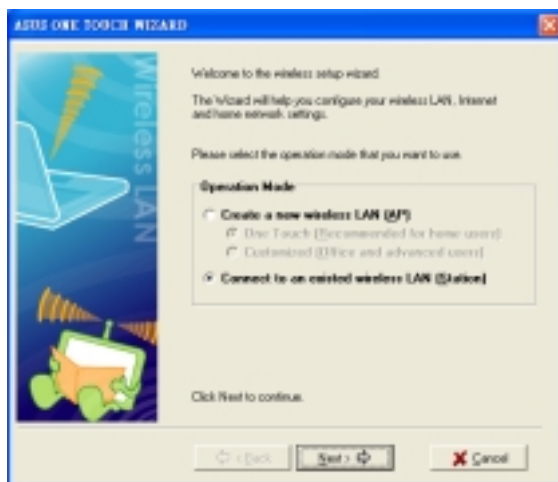 ASUS ONE TOUCH WIZARD
Wireless LAN
Welcome to the wireless setup wizard.
The Wizard will help you configure your wireless LAN, Internet
and home network settings.
Please select the operation mode that you want to use.
Operation Mode
Create a new wireless LAN (AP)
One Touch (Recommended for home users)
Customized (Office and advanced users)
Connect to an existed wireless LAN (Station)
Click Next to continue.
< Back
Next >
Cancel